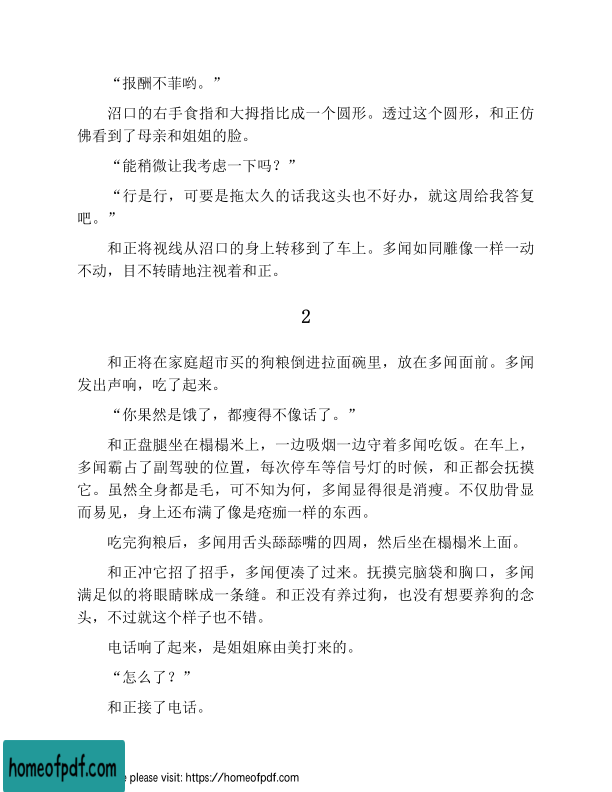 “报酬不菲哟。”
沼口的右手食指和大拇指比成一个圆形。透过这个圆形，和正仿
佛看到了母亲和姐姐的脸。
“能稍微让我考虑一下吗？”
“行是行，可要是拖太久的话我这头也不好办，就这周给我答复
吧。”
和正将视线从沼口的身上转移到了车上。多闻如同雕像一样一动
不动，目不转睛地注视着和正。
2
和正将在家庭超市买的狗粮倒进拉面碗里，放在多闻面前。多闻
发出声响，吃了起来。
“你果然是饿了，都瘦得不像话了。”
和正盘腿坐在榻榻米上，一边吸烟一边守着多闻吃饭。在车上，
多闻霸占了副驾驶的位置，每次停车等信号灯的时候，和正都会抚摸
它。虽然全身都是毛，可不知为何，多闻显得很是消瘦。不仅肋骨显
而易见，身上还布满了像是疮痂一样的东西。
吃完狗粮后，多闻用舌头舔舔嘴的四周，然后坐在榻榻米上面。
和正冲它招了招手，多闻便凑了过来。抚摸完脑袋和胸口，多闻
满足似的将眼睛眯成一条缝。和正没有养过狗，也没有想要养狗的念
头，不过就这个样子也不错。
电话响了起来，是姐姐麻由美打来的。
“怎么了？”
和正接了电话。
homeofpdf.com
e please visit: https://homeofpdf.com